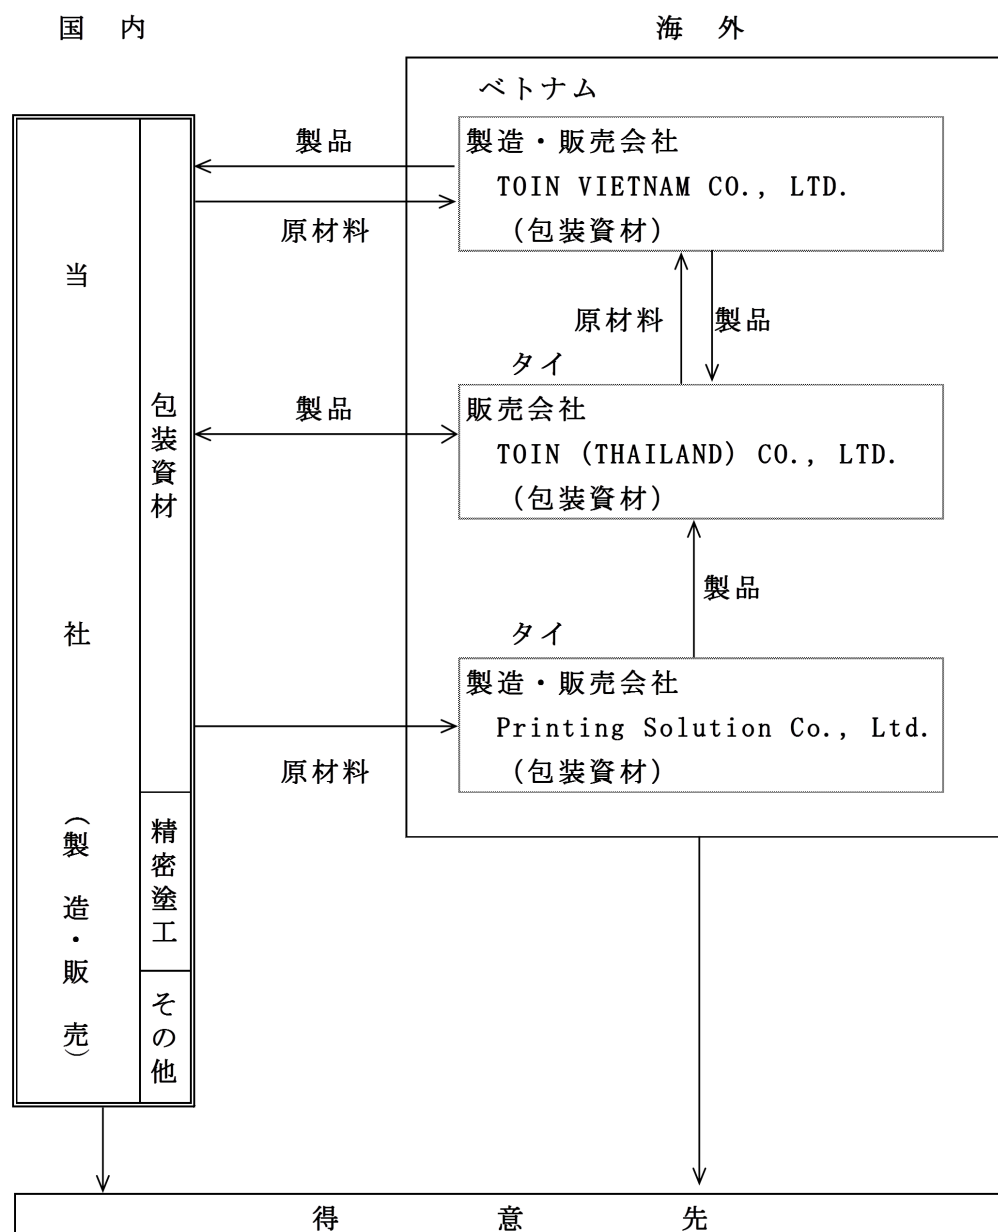 国内
海外
ベトナム
製造・販売会社
TOIN VIETNAM CO., LTD.
(包装資材)
製品
原材料
原材料
製品
タイ
販売会社
TOIN (THAILAND) CO., LTD.
(包装資材)
製品
製品
タイ
製造・販売会社
Printing Solution Co., Ltd.
(包装資材)
原材料
当社(製造・販売)
包装資材
精密塗工
その他
得意先